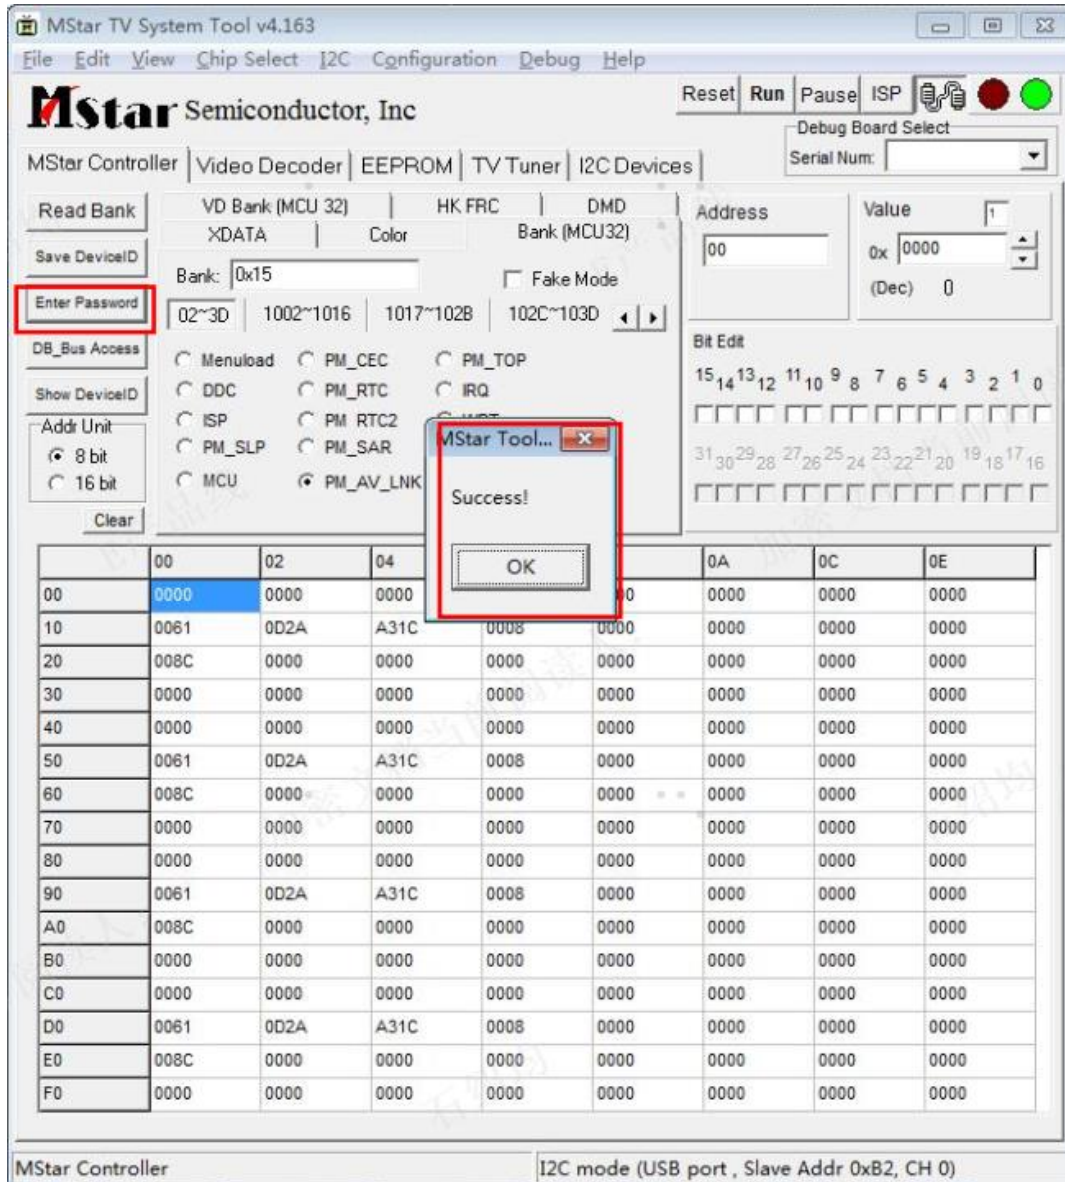 MStar TV System Tool v4.163
File Edit View Chip Select I2C Configuration Debug Help
MStar Semiconductor, Inc
Reset Run Pause ISP
Debug Board Select
Serial Num:
MStar Controller Video Decoder EEPROM TV Tuner I2C Devices
Read Bank
Save DeviceID
Enter Password
DB_Bus Access
Show DeviceID
Addr Unit
8 bit
16 bit
Clear
VD Bank (MCU 32) HK FRC DMD
XDATA Color Bank (MCU32)
Bank: 0x15 Fake Mode
02~3D 1002~1016 1017~102B 102C~103D
Menuload PM_CEC PM_TOP
DDC PM_RTC IRQ
ISP PM_RTC2
PM_SLP PM_SAR
MCU PM_AV_LNK
Address
00
Value 1
0x 0000
(Dec) 0
Bit Edit
15 14 13 12 11 10 9 8 7 6 5 4 3 2 1 0
31 30 29 28 27 26 25 24 23 22 21 20 19 18 17 16
MStar Tool...
Success!
OK
00 02 04 0A 0C 0E
00 0000 0000 0000 0000 0000 0000
10 0061 0D2A A31C 0008 0000 0000 0000 0000
20 008C 0000 0000 0000 0000 0000 0000 0000
30 0000 0000 0000 0000 0000 0000 0000 0000
40 0000 0000 0000 0000 0000 0000 0000 0000
50 0061 0D2A A31C 0008 0000 0000 0000 0000
60 008C 0000 0000 0000 0000 0000 0000 0000
70 0000 0000 0000 0000 0000 0000 0000 0000
80 0000 0000 0000 0000 0000 0000 0000 0000
90 0061 0D2A A31C 0008 0000 0000 0000 0000
A0 008C 0000 0000 0000 0000 0000 0000 0000
B0 0000 0000 0000 0000 0000 0000 0000 0000
C0 0000 0000 0000 0000 0000 0000 0000 0000
D0 0061 0D2A A31C 0008 0000 0000 0000 0000
E0 008C 0000 0000 0000 0000 0000 0000 0000
F0 0000 0000 0000 0000 0000 0000 0000 0000
MStar Controller
I2C mode (USB port , Slave Addr 0xB2, CH 0)